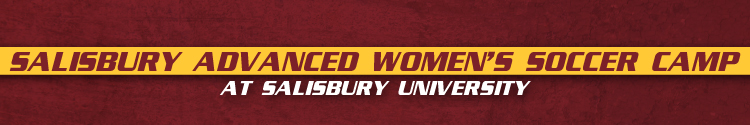 SALISBURY ADVANCED WOMEN'S SOCCER CAMP
AT SALISBURY UNIVERSITY